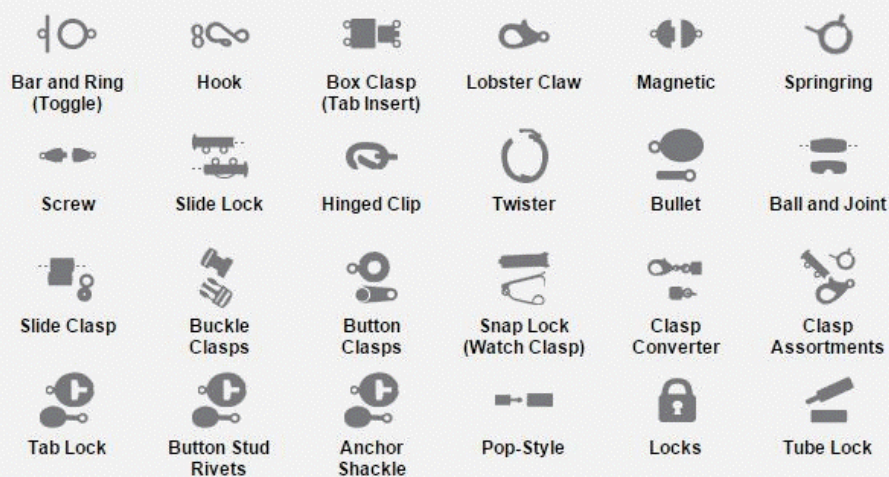 Bar and Ring
(Toggle)
Hook
Box Clasp
(Tab Insert)
Lobster Claw
Magnetic
Springring
Screw
Slide Lock
Hinged Clip
Twister
Bullet
Ball and Joint
Slide Clasp
Buckle
Clasps
Button
Clasps
Snap Lock
(Watch Clasp)
Clasp
Converter
Clasp
Assortments
Tab Lock
Button Stud
Rivets
Anchor
Shackle
Pop-Style
Locks
Tube Lock